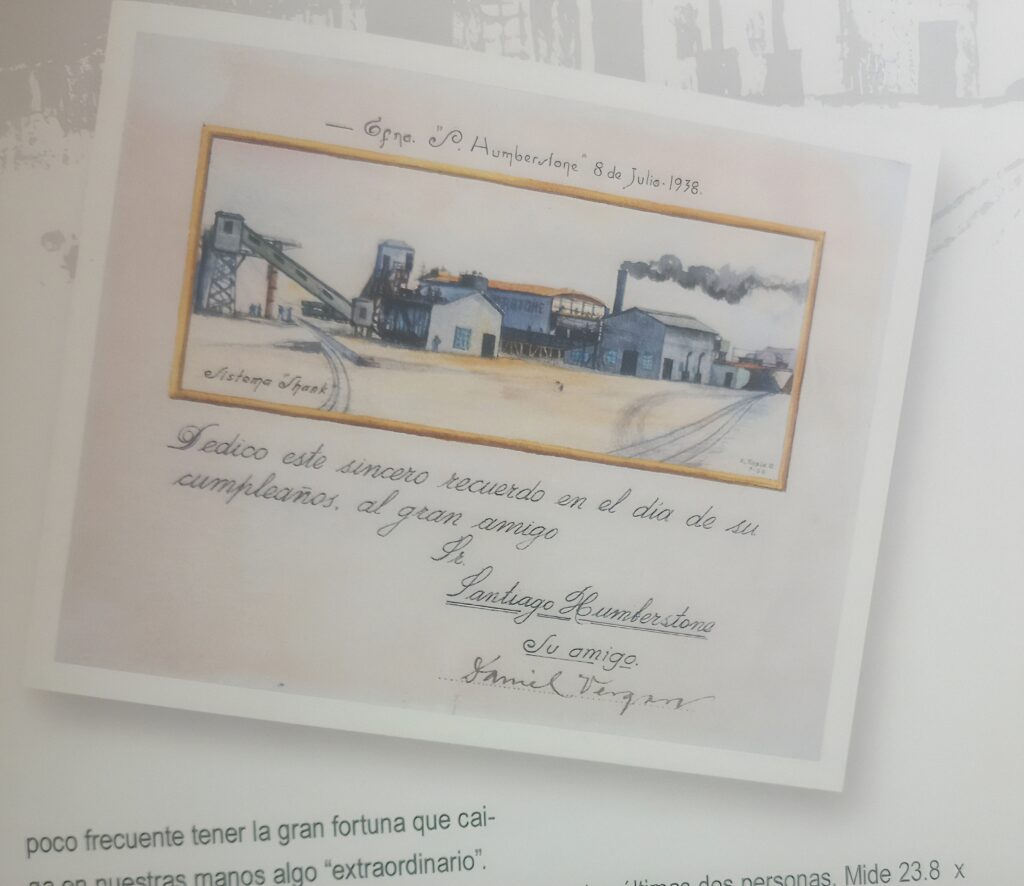 — Ofna. "S. Humberstone" 8 de Julio. 1938.
Sistema "Shank"
Dedico este sincero recuerdo en el día de su
cumpleaños, al gran amigo
Sr.
Santiago Humberstone
Su amigo.
Daniel
poco frecuente tener la gran fortuna que cai-
ga en nuestras manos algo “extraordinario”.
últimas dos personas. Mide 23.8 x